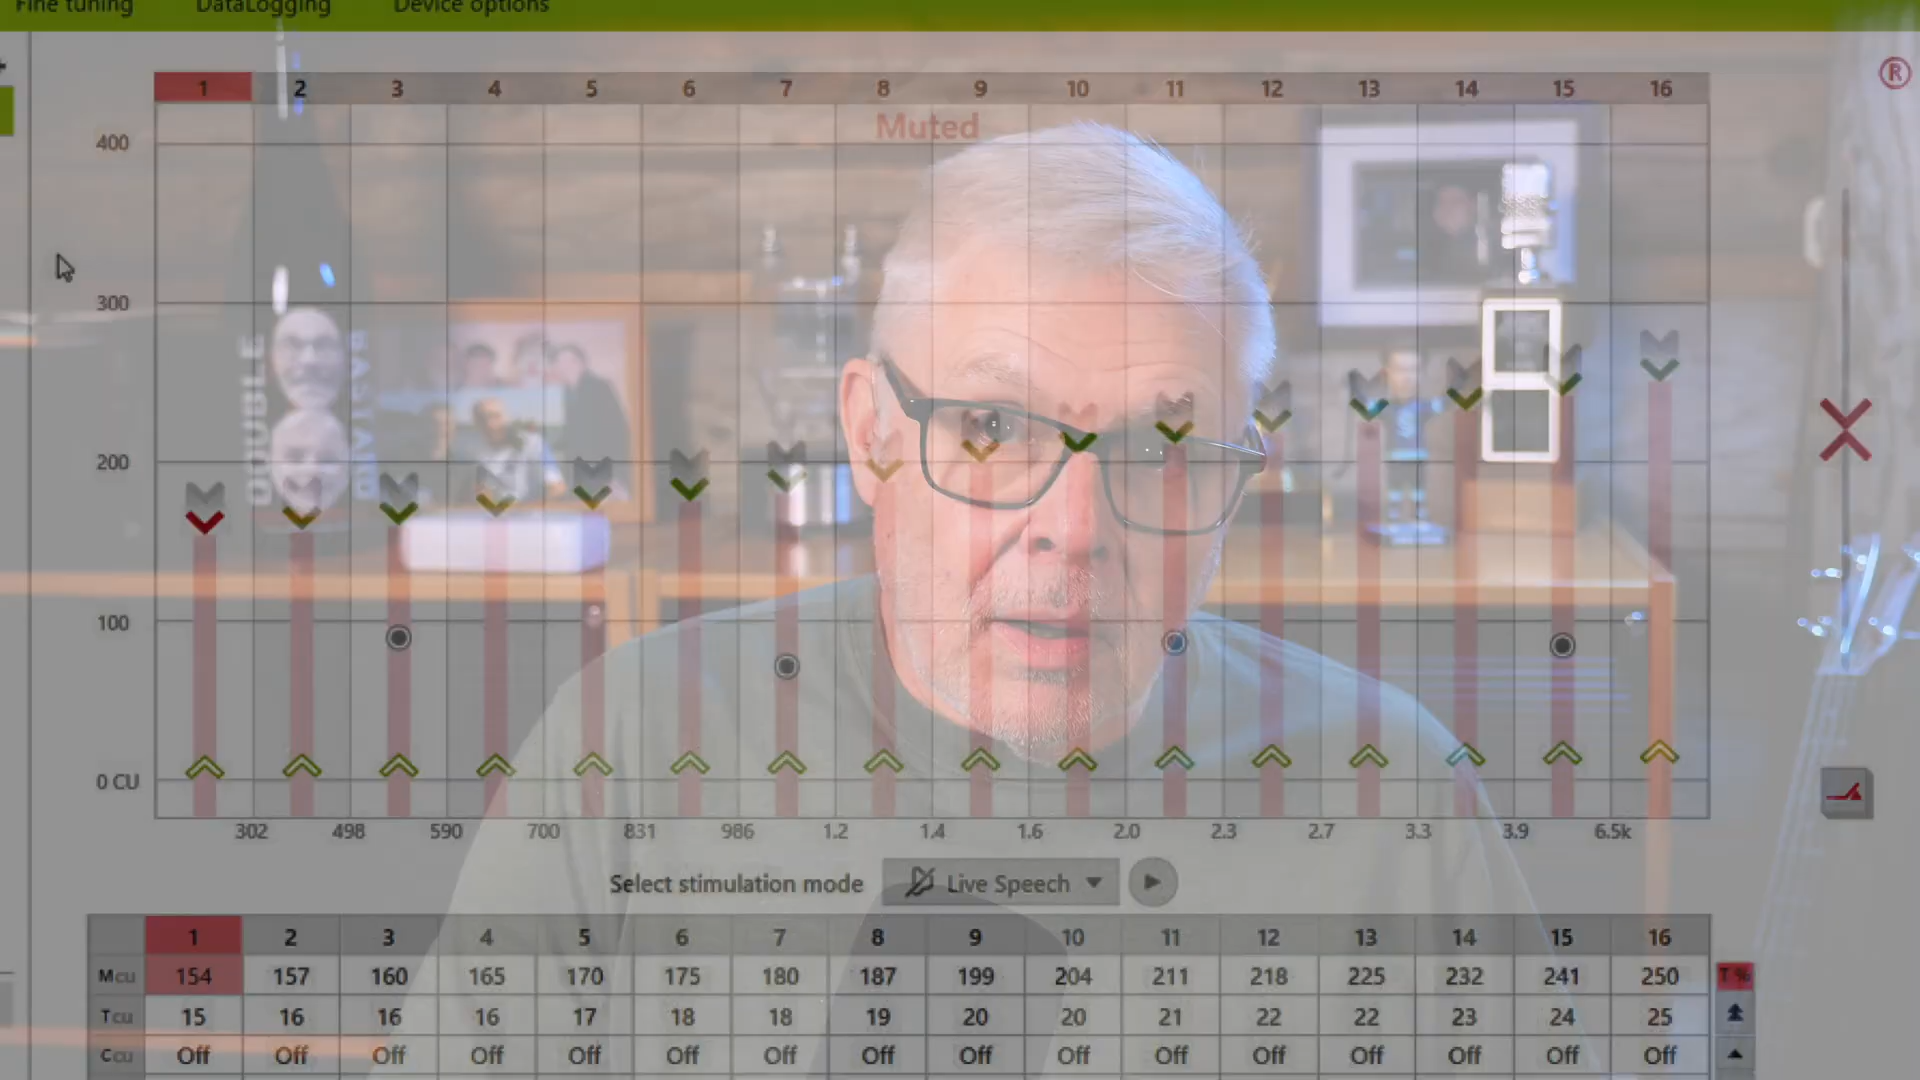 Fine tuning DataLogging Device options
1 2 3 4 5 6 7 8 9 10 11 12 13 14 15 16
®
Muted
400
300
200
100
0 CU
DOUBLE
302 498 590 700 831 986 1.2 1.4 1.6 2.0 2.3 2.7 3.3 3.9 6.5k
Select stimulation mode Live Speech
1 2 3 4 5 6 7 8 9 10 11 12 13 14 15 16
M cu 154 157 160 165 170 175 180 187 199 204 211 218 225 232 241 250 T %
T cu 15 16 16 16 17 18 18 19 20 20 21 22 22 23 24 25
C cu Off Off Off Off Off Off Off Off Off Off Off Off Off Off Off Off